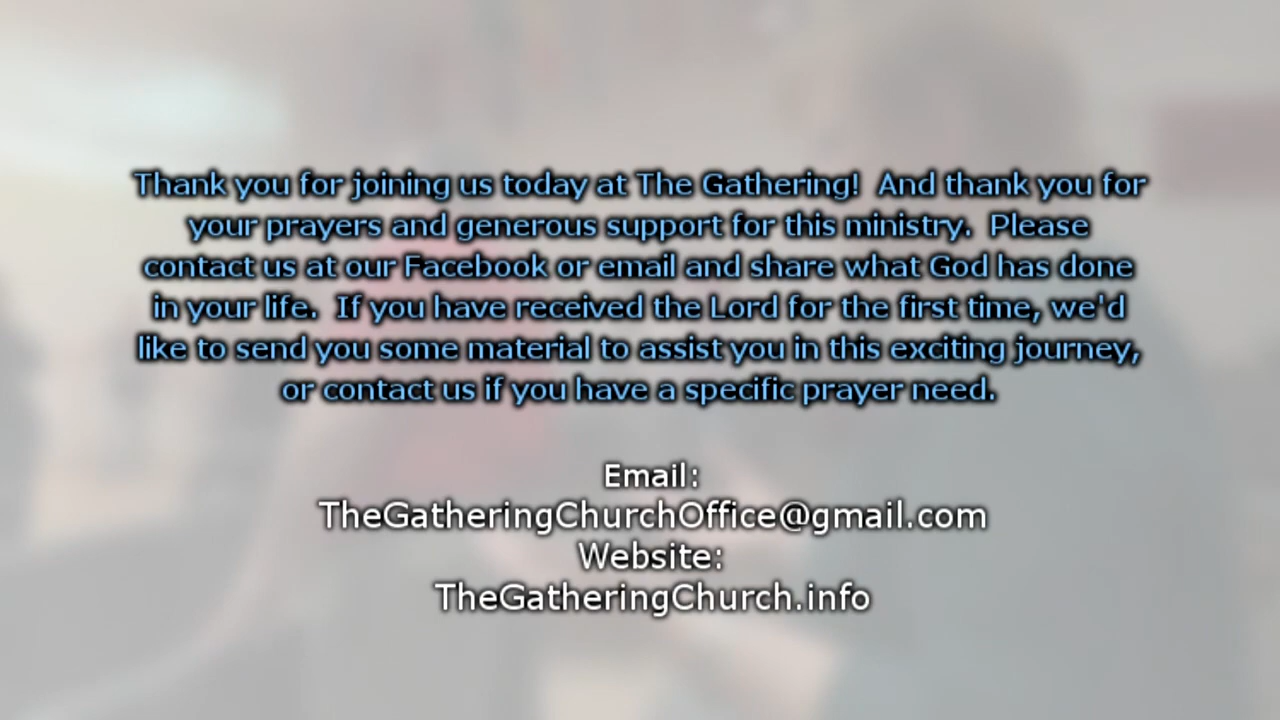 Thank you for joining us today at The Gathering!  And thank you for
your prayers and generous support for this ministry.  Please
contact us at our Facebook or email and share what God has done
in your life.  If you have received the Lord for the first time, we'd
like to send you some material to assist you in this exciting journey,
or contact us if you have a specific prayer need.
Email:
TheGatheringChurchOffice@gmail.com
Website:
TheGatheringChurch.info